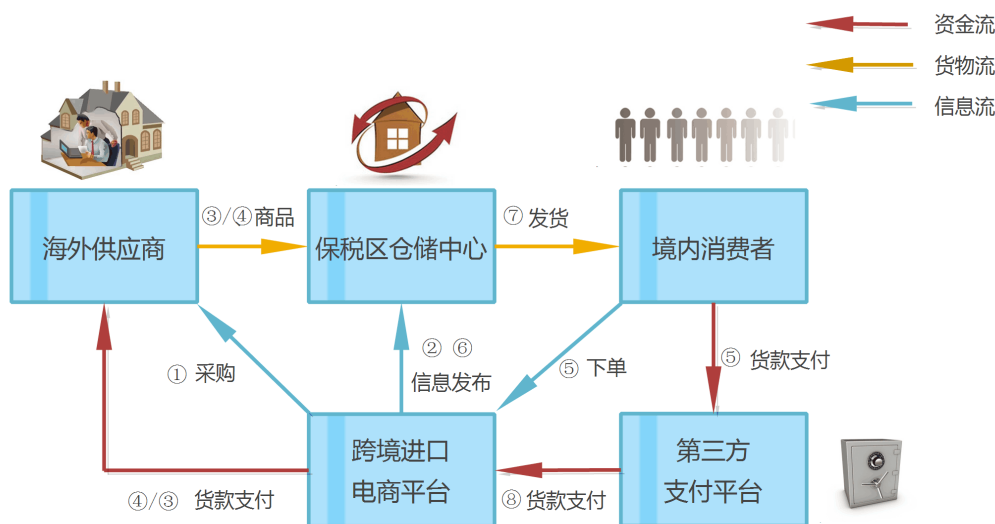 资金流
货物流
信息流
③/④商品
⑦ 发货
海外供应商
保税区仓储中心
境内消费者
① 采购
② ⑥
信息发布
⑤ 下单
⑤ 货款支付
跨境进口
电商平台
第三方
支付平台
④/③ 货款支付
⑧ 货款支付